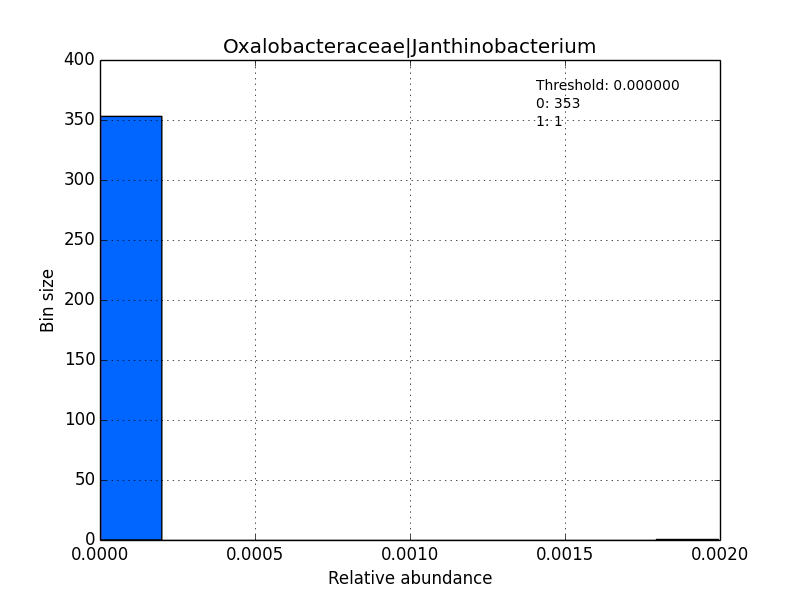 Oxalobacteraceae|Janthinobacterium
Threshold: 0.000000
0: 353
1: 1
400
350
300
250
200
150
100
50
0
Bin size
0.0000 0.0005 0.0010 0.0015 0.0020
Relative abundance